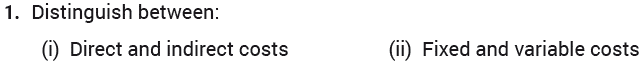 1. Distinguish between:
(i) Direct and indirect costs (ii) Fixed and variable costs